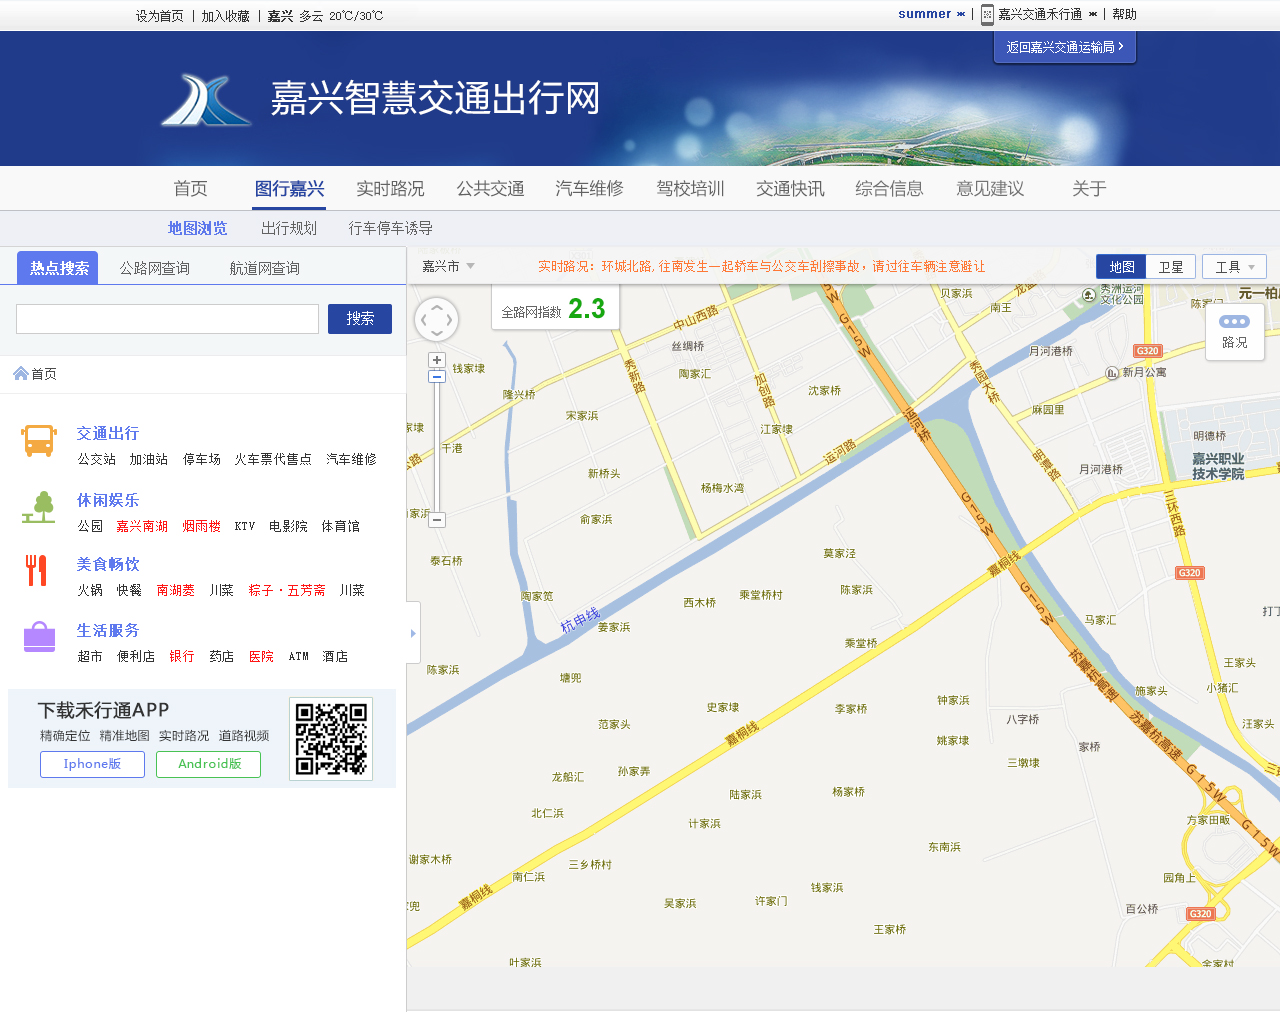 设为首页 | 加入收藏 | 嘉兴 多云 20℃/30℃
summer | 嘉兴交通禾行通 | 帮助
返回嘉兴交通运输局 >
嘉兴智慧交通出行网
首页 图行嘉兴 实时路况 公共交通 汽车维修 驾校培训 交通快讯 综合信息 意见建议 关于
地图浏览 出行规划 行车停车诱导
热点搜索 公路网查询 航道网查询
搜索
首页
交通出行
公交站 加油站 停车场 火车票代售点 汽车维修
休闲娱乐
公园 嘉兴南湖 烟雨楼 KTV 电影院 体育馆
美食畅饮
火锅 快餐 南湖菱 川菜 粽子·五芳斋 川菜
生活服务
超市 便利店 银行 药店 医院 ATM 酒店
下载禾行通APP
精确定位 精准地图 实时路况 道路视频
Iphone版 Android版
嘉兴市
实时路况：环城北路,往南发生一起轿车与公交车刮擦事故，请过往车辆注意避让
地图 卫星 工具
全路网指数 2.3
路况
贝家浜
南王
秀洲运河
文化公园
陈家门
元一柏
中山西路
G15W
丝绸桥
月河港桥
G320
钱家埭
秀新路
陶家汇
加创路
沈家桥
秀园大桥
新月公寓
隆兴桥
宋家浜
运河桥
麻园里
家埭
千港
江家埭
运河路
明德桥
嘉兴职业
技术学院
新桥头
杨梅水湾
明景路
月河港桥
俞家浜
G15W
三环西路
泰石桥
莫家泾
嘉桐线
G320
陶家笕
西木桥
乘堂桥村
陈家浜
G15W
杭申线
姜家浜
马家汇
打丁
乘堂桥
陈家浜
塘兜
苏嘉杭高速
王家头
施家头
小猪汇
史家埭
李家桥
钟家浜
范家头
八字桥
汪家头
嘉桐线
姚家埭
家桥
苏嘉杭高速
三墩埭
龙船汇
孙家弄
G15W
陆家浜
杨家桥
北仁浜
计家浜
方家田畈
G15W
东南浜
谢家木桥
三乡桥村
南仁浜
园角上
钱家浜
嘉桐线
吴家浜
许家门
百公桥
G320
王家桥
叶家浜
金家村